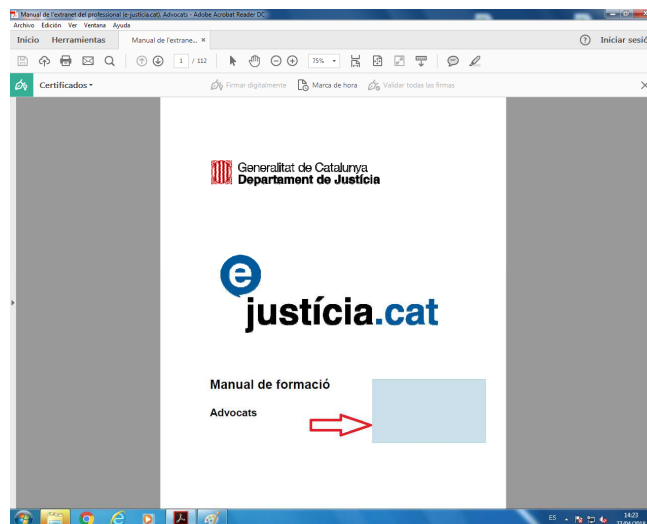 Manual de l'extranet del professional (e-justícia.cat). Advocats - Adobe Acrobat Reader DC
Archivo Edición Ver Ventana Ayuda
Inicio Herramientas Manual de l'extrane... × ? Iniciar sesió
1 / 112 75%
Certificados Firmar digitalmente Marca de hora Validar todas las firmas ×
Generalitat de Catalunya
Departament de Justícia
e
justícia.cat
Manual de formació
Advocats
ES 14:23